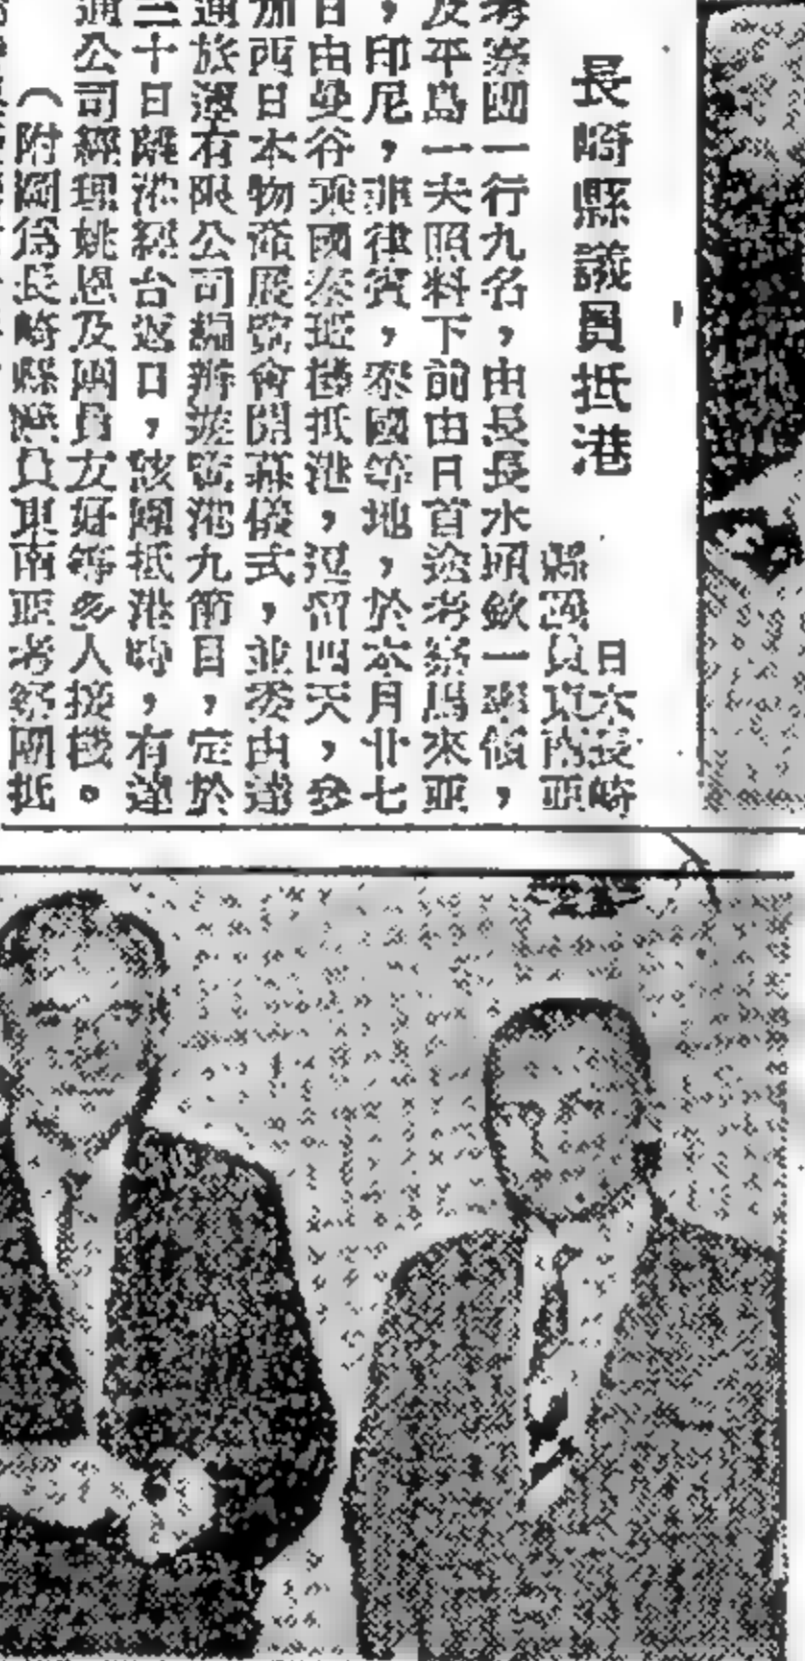 長崎縣議員抵港
日本長崎
縣議員東南亞
考察團一行九名，由長長水頭欽一率領，
及平島一夫照料下前由日首途考察馬來亞
，印尼，菲律賓，泰國等地，於本月廿七
日由曼谷乘國泰班機抵港，逗留四天，參
加西日本物產展覽會開幕儀式，並委由達
通旅運有限公司編辦遊覽港九節目，定於
三十日離港經台返日，該團抵港時，有達
通公司經理姚恩及團員友好等多人接機。
（附圖為長崎縣議員東南亞考察團抵